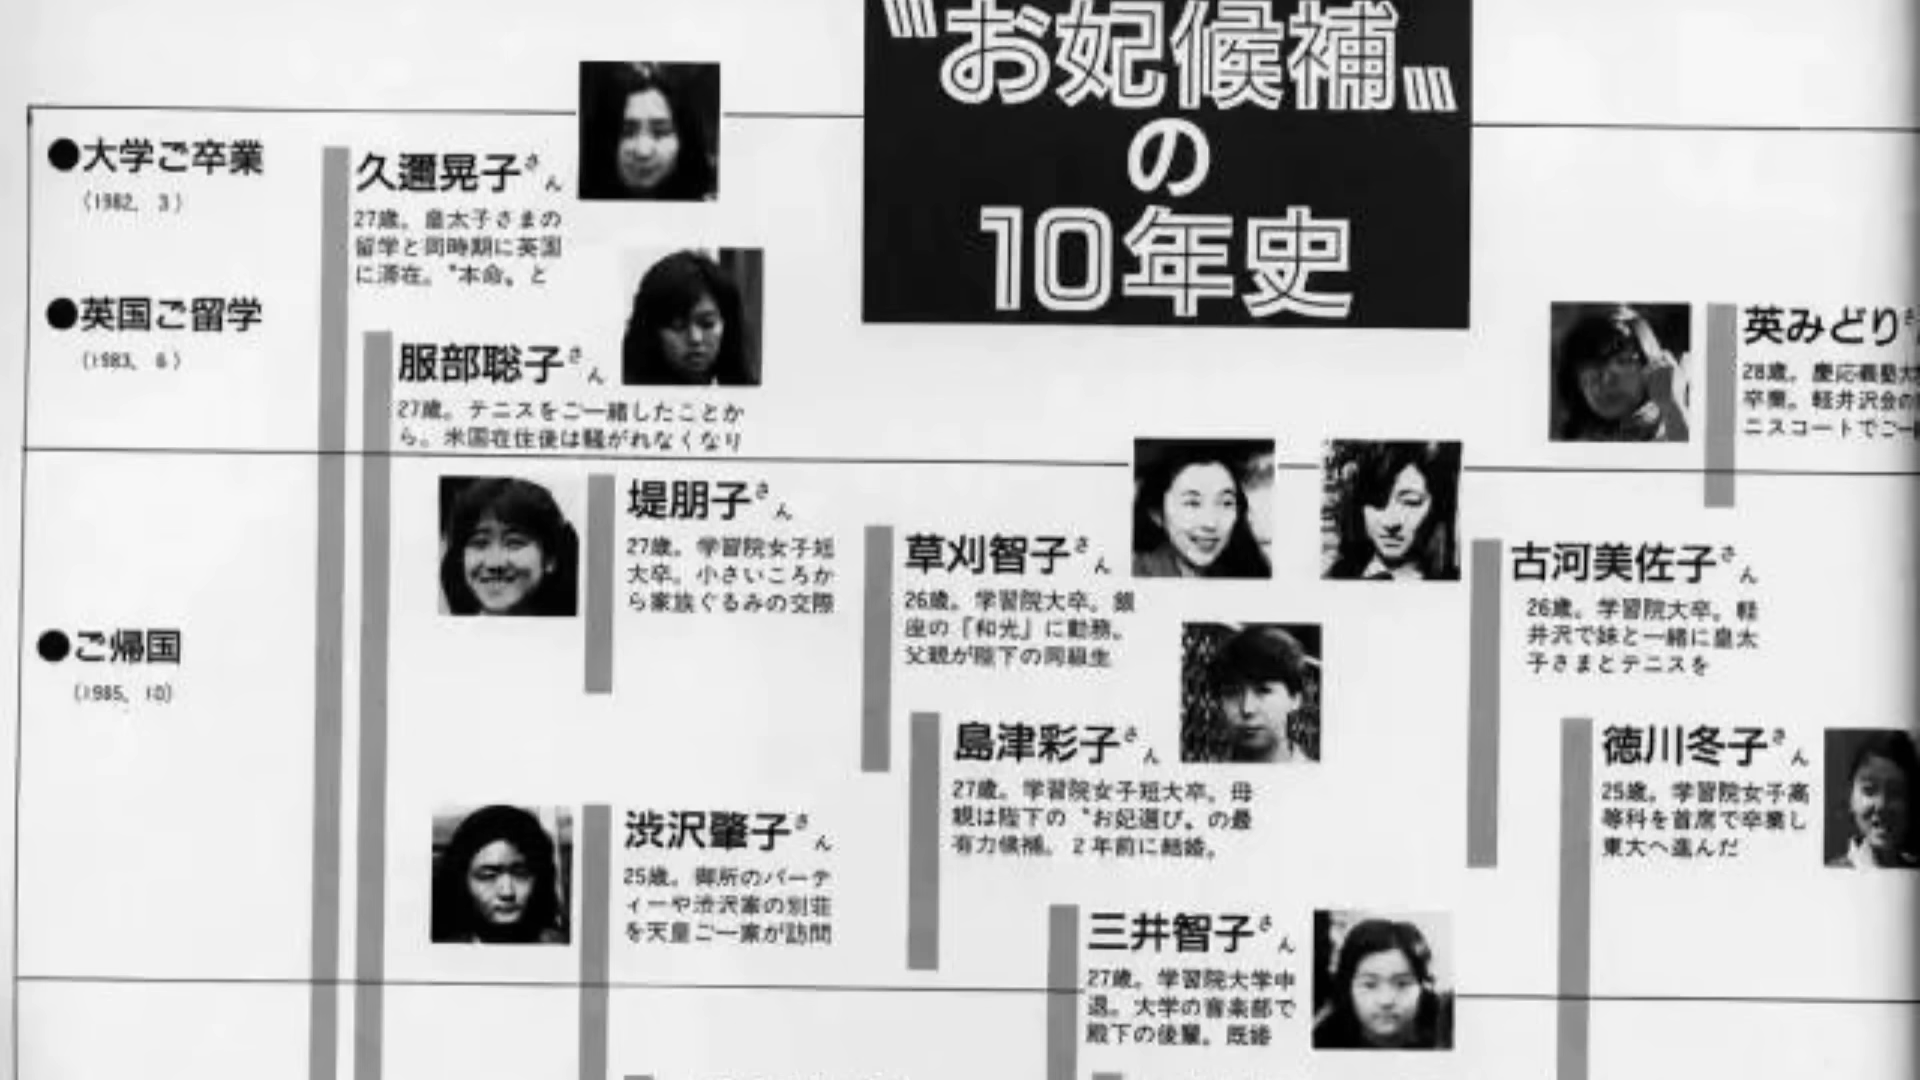 〝お妃候補〟
の
10年史
●大学ご卒業
(1982、3)
●英国ご留学
(1983、6)
●ご帰国
(1985、10)
久邇晃子さん
27歳。皇太子さまの
留学と同時期に英国
に滞在。〝本命〟と
服部聡子さん
27歳。テニスをご一緒したことか
ら。米国在住後は騒がれなくなり
英みどりさ
28歳。慶応義塾大
卒業。軽井沢会の
ニスコートでご一
堤朋子さん
27歳。学習院女子短
大卒。小さいころか
ら家族ぐるみの交際
草刈智子さん
26歳。学習院大卒。銀
座の『和光』に勤務。
父親が陛下の同級生
古河美佐子さん
26歳。学習院大卒。軽
井沢で妹と一緒に皇太
子さまとテニスを
島津彩子さん
27歳。学習院女子短大卒。母
親は陛下の〝お妃選び〟の最
有力候補。2年前に結婚。
徳川冬子さん
25歳。学習院女子高
等科を首席で卒業し
東大へ進んだ
渋沢肇子さん
25歳。御所のパーテ
ィーや渋沢家の別荘
を天皇ご一家が訪問
三井智子さん
27歳。学習院大学中
退。大学の音楽部で
殿下の後輩。既婚